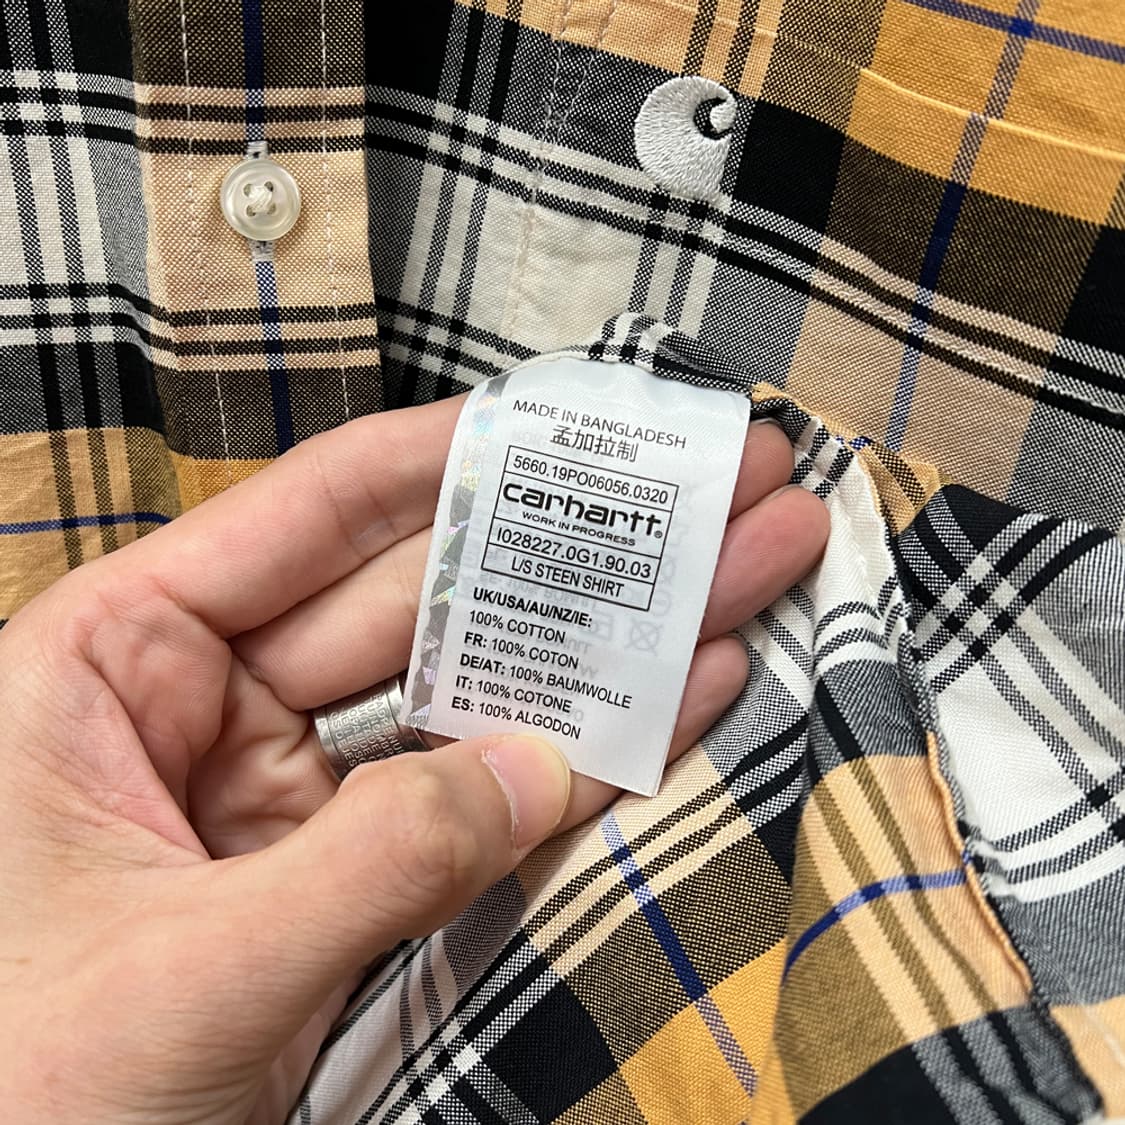 MADE IN BANGLADESH
孟加拉制
5660.19PO06056.0320
carhartt®
WORK IN PROGRESS
I028227.0G1.90.03
L/S STEEN SHIRT
UK/USA/AU/NZ/IE:
100% COTTON
FR: 100% COTON
DE/AT: 100% BAUMWOLLE
IT: 100% COTONE
ES: 100% ALGODON